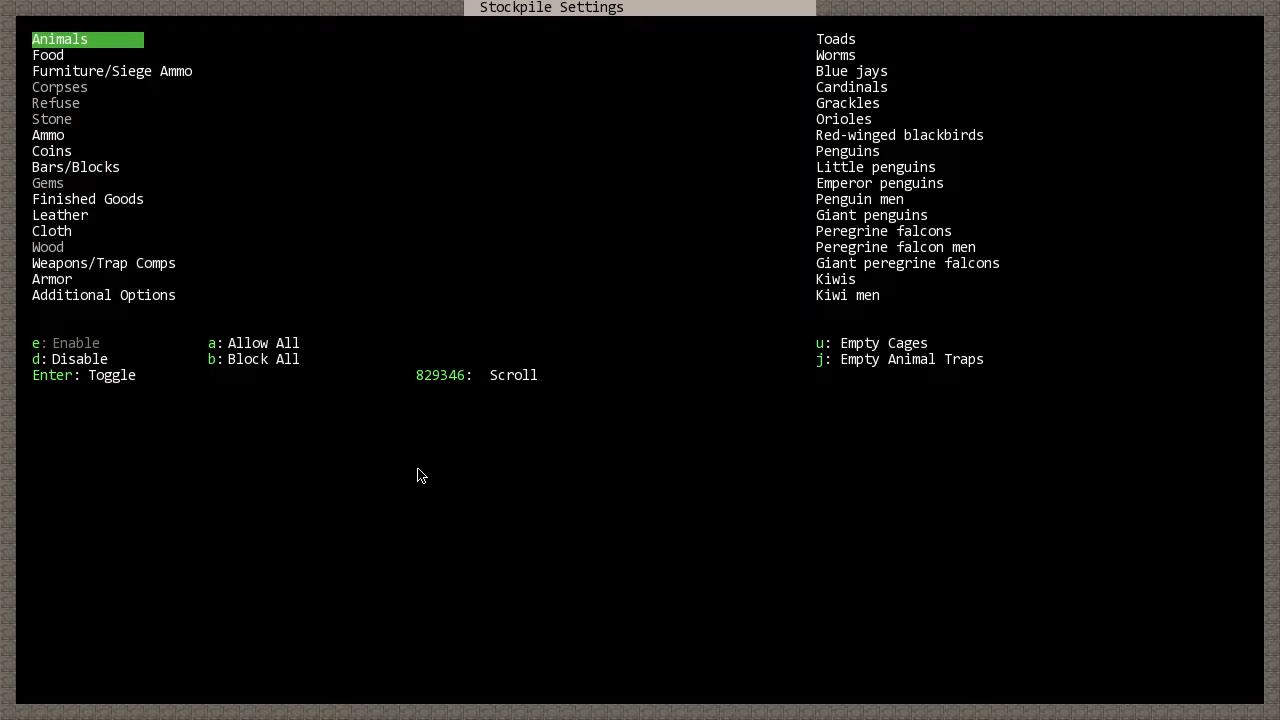 Stockpile Settings
Animals
Food
Furniture/Siege Ammo
Corpses
Refuse
Stone
Ammo
Coins
Bars/Blocks
Gems
Finished Goods
Leather
Cloth
Wood
Weapons/Trap Comps
Armor
Additional Options
Toads
Worms
Blue jays
Cardinals
Grackles
Orioles
Red-winged blackbirds
Penguins
Little penguins
Emperor penguins
Penguin men
Giant penguins
Peregrine falcons
Peregrine falcon men
Giant peregrine falcons
Kiwis
Kiwi men
e: Enable a: Allow All u: Empty Cages
d: Disable b: Block All j: Empty Animal Traps
Enter: Toggle 829346: Scroll